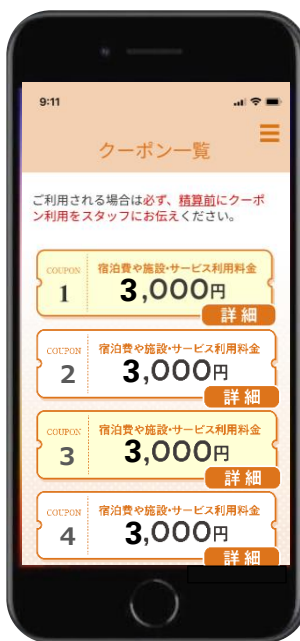 9:11
クーポン一覧
ご利用される場合は必ず、積算前にクーポ
ン利用をスタッフにお伝えください。
COUPON
1
宿泊費や施設・サービス利用料金
3,000円
詳細
COUPON
2
宿泊費や施設・サービス利用料金
3,000円
詳細
COUPON
3
宿泊費や施設・サービス利用料金
3,000円
詳細
COUPON
4
宿泊費や施設・サービス利用料金
3,000円
詳細